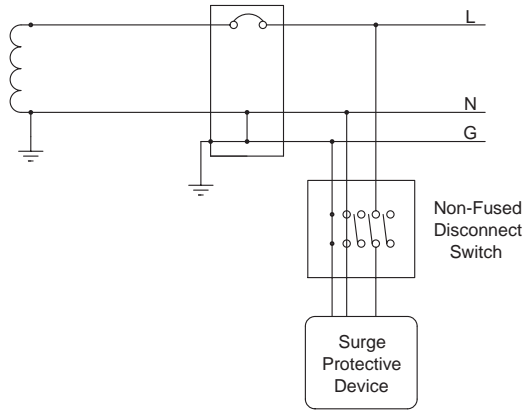 L
N
G
Non-Fused
Disconnect
Switch
Surge
Protective
Device